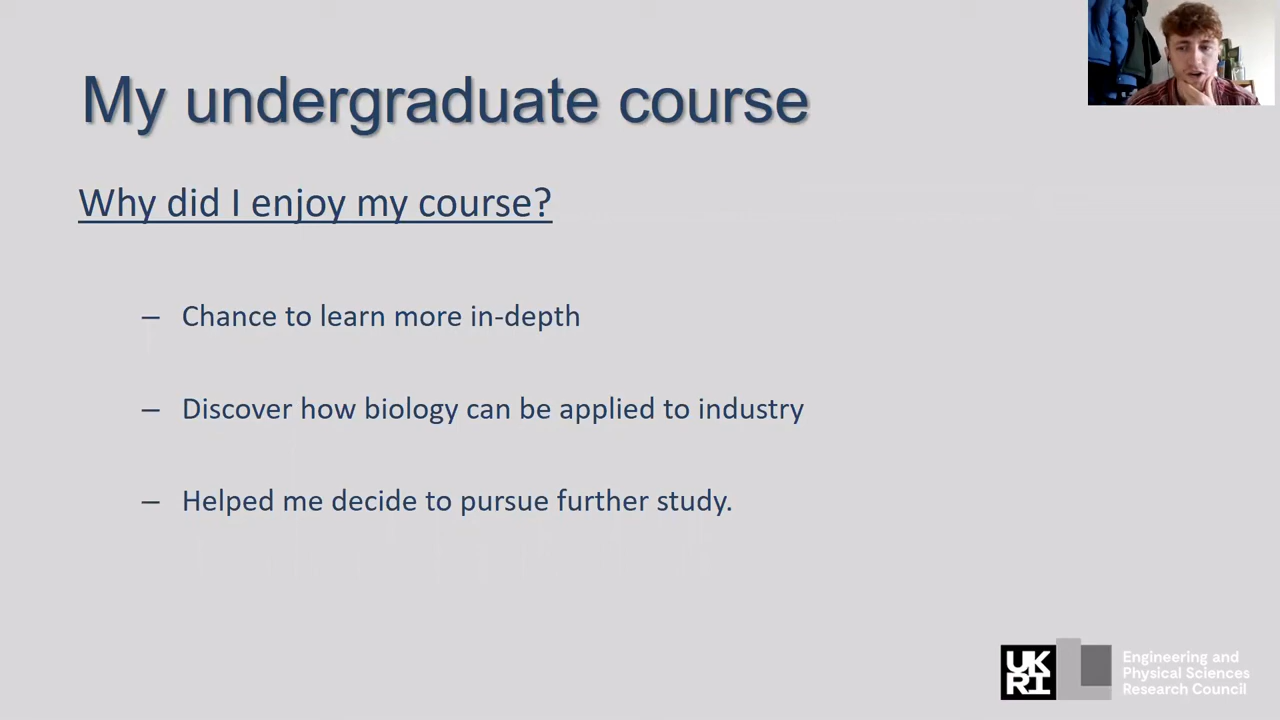 My undergraduate course
Why did I enjoy my course?
– Chance to learn more in-depth
– Discover how biology can be applied to industry
– Helped me decide to pursue further study.
UK
RI
Engineering and
Physical Sciences
Research Council